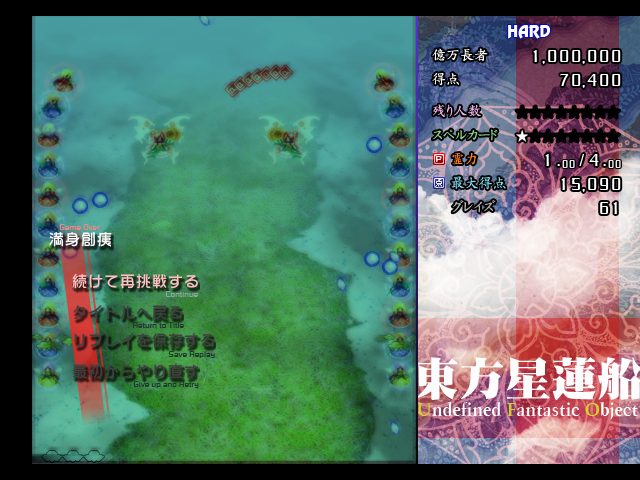 HARD
億万長者 1,000,000
得点 70,400
残り人数
スペルカード
P 霊力 1.00/4.00
点 最大得点 15,090
グレイズ 61
Game Over
満身創痍
続けて再挑戦する
Continue
タイトルへ戻る
Return to Title
リプレイを保存する
Save Replay
最初からやり直す
Give up and Retry
東方星蓮船
Undefined Fantastic Object